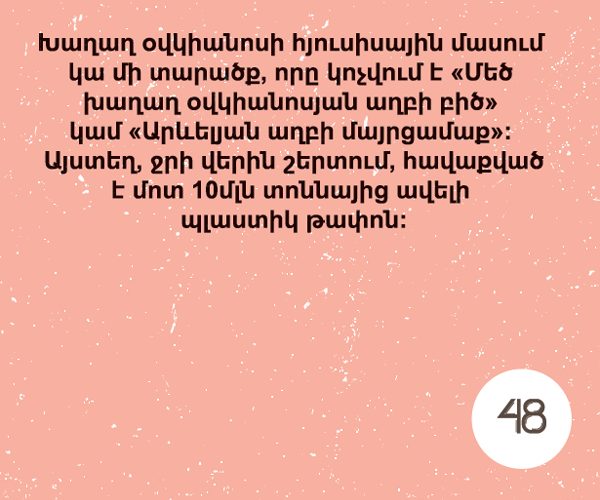 Խաղաղ օվկիանոսի հյուսիսային մասում
կա մի տարածք, որը կոչվում է «Մեծ
խաղաղ օվկիանոսյան աղբի բիծ»
կամ «Արևելյան աղբի մայրցամաք»:
Այստեղ, ջրի վերին շերտում, հավաքված
է մոտ 10մլն տոննայից ավելի
պլաստիկ թափոն:
48